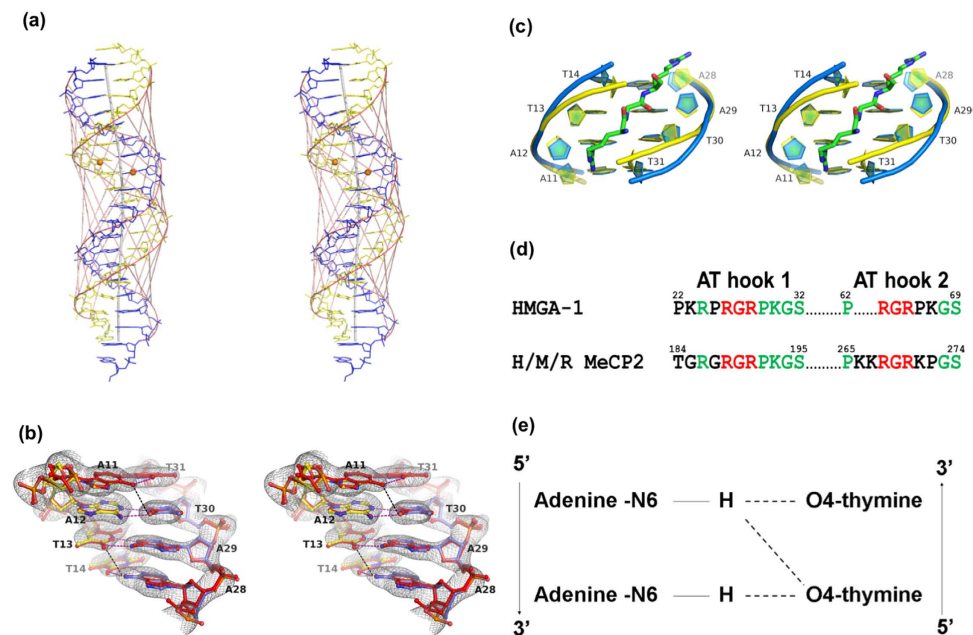 (a)
(b)
A11
T31
A12
T30
T13
A29
T14
A28
A11
T31
A12
T30
T13
A29
T14
A28
(c)
T14
A28
T13
A29
A12
T30
A11
T31
T14
A28
T13
A29
A12
T30
A11
T31
(d)
AT hook 1 AT hook 2
22 32 62 69
HMGA-1 PKRPRGRPKGS........P......RGRPKGS
184 195 265 274
H/M/R MeCP2 TGRGRGRPKGS.........PKKRGRKPGS
(e)
5’ 3’
Adenine -N6 H O4-thymine
Adenine -N6 H O4-thymine
3’ 5’